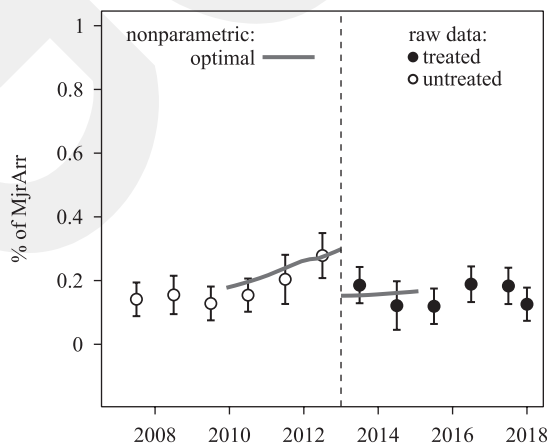 1
nonparametric:
optimal
raw data:
treated
untreated
0.8
0.6
0.4
0.2
0
% of MjrArr
2008 2010 2012 2014 2016 2018